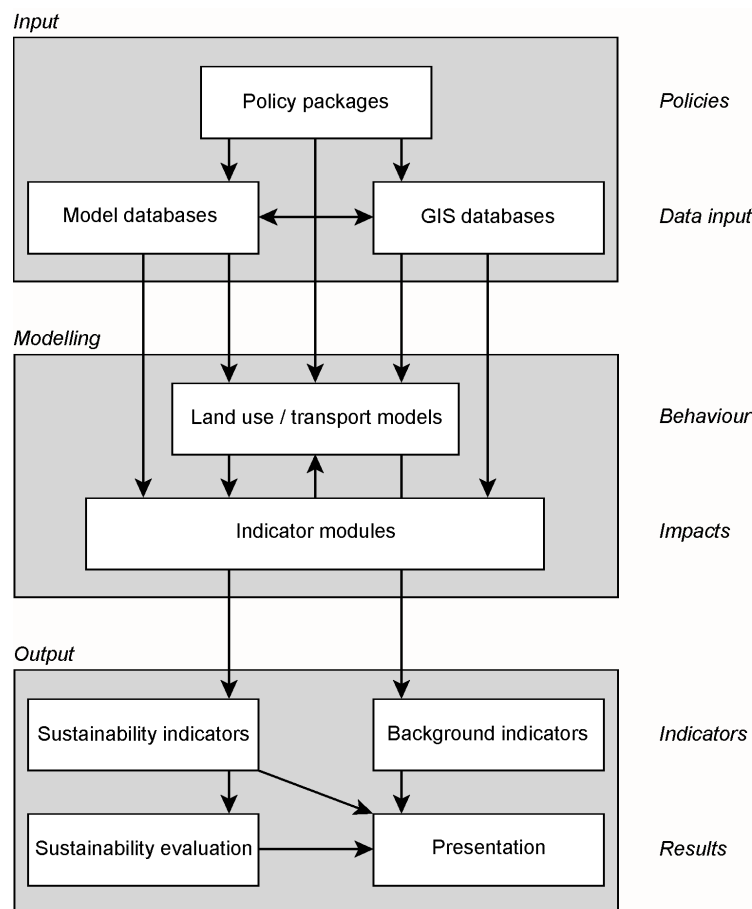 Input
Policy packages
Policies
Model databases
GIS databases
Data input
Modelling
Land use / transport models
Behaviour
Indicator modules
Impacts
Output
Sustainability indicators
Background indicators
Indicators
Sustainability evaluation
Presentation
Results